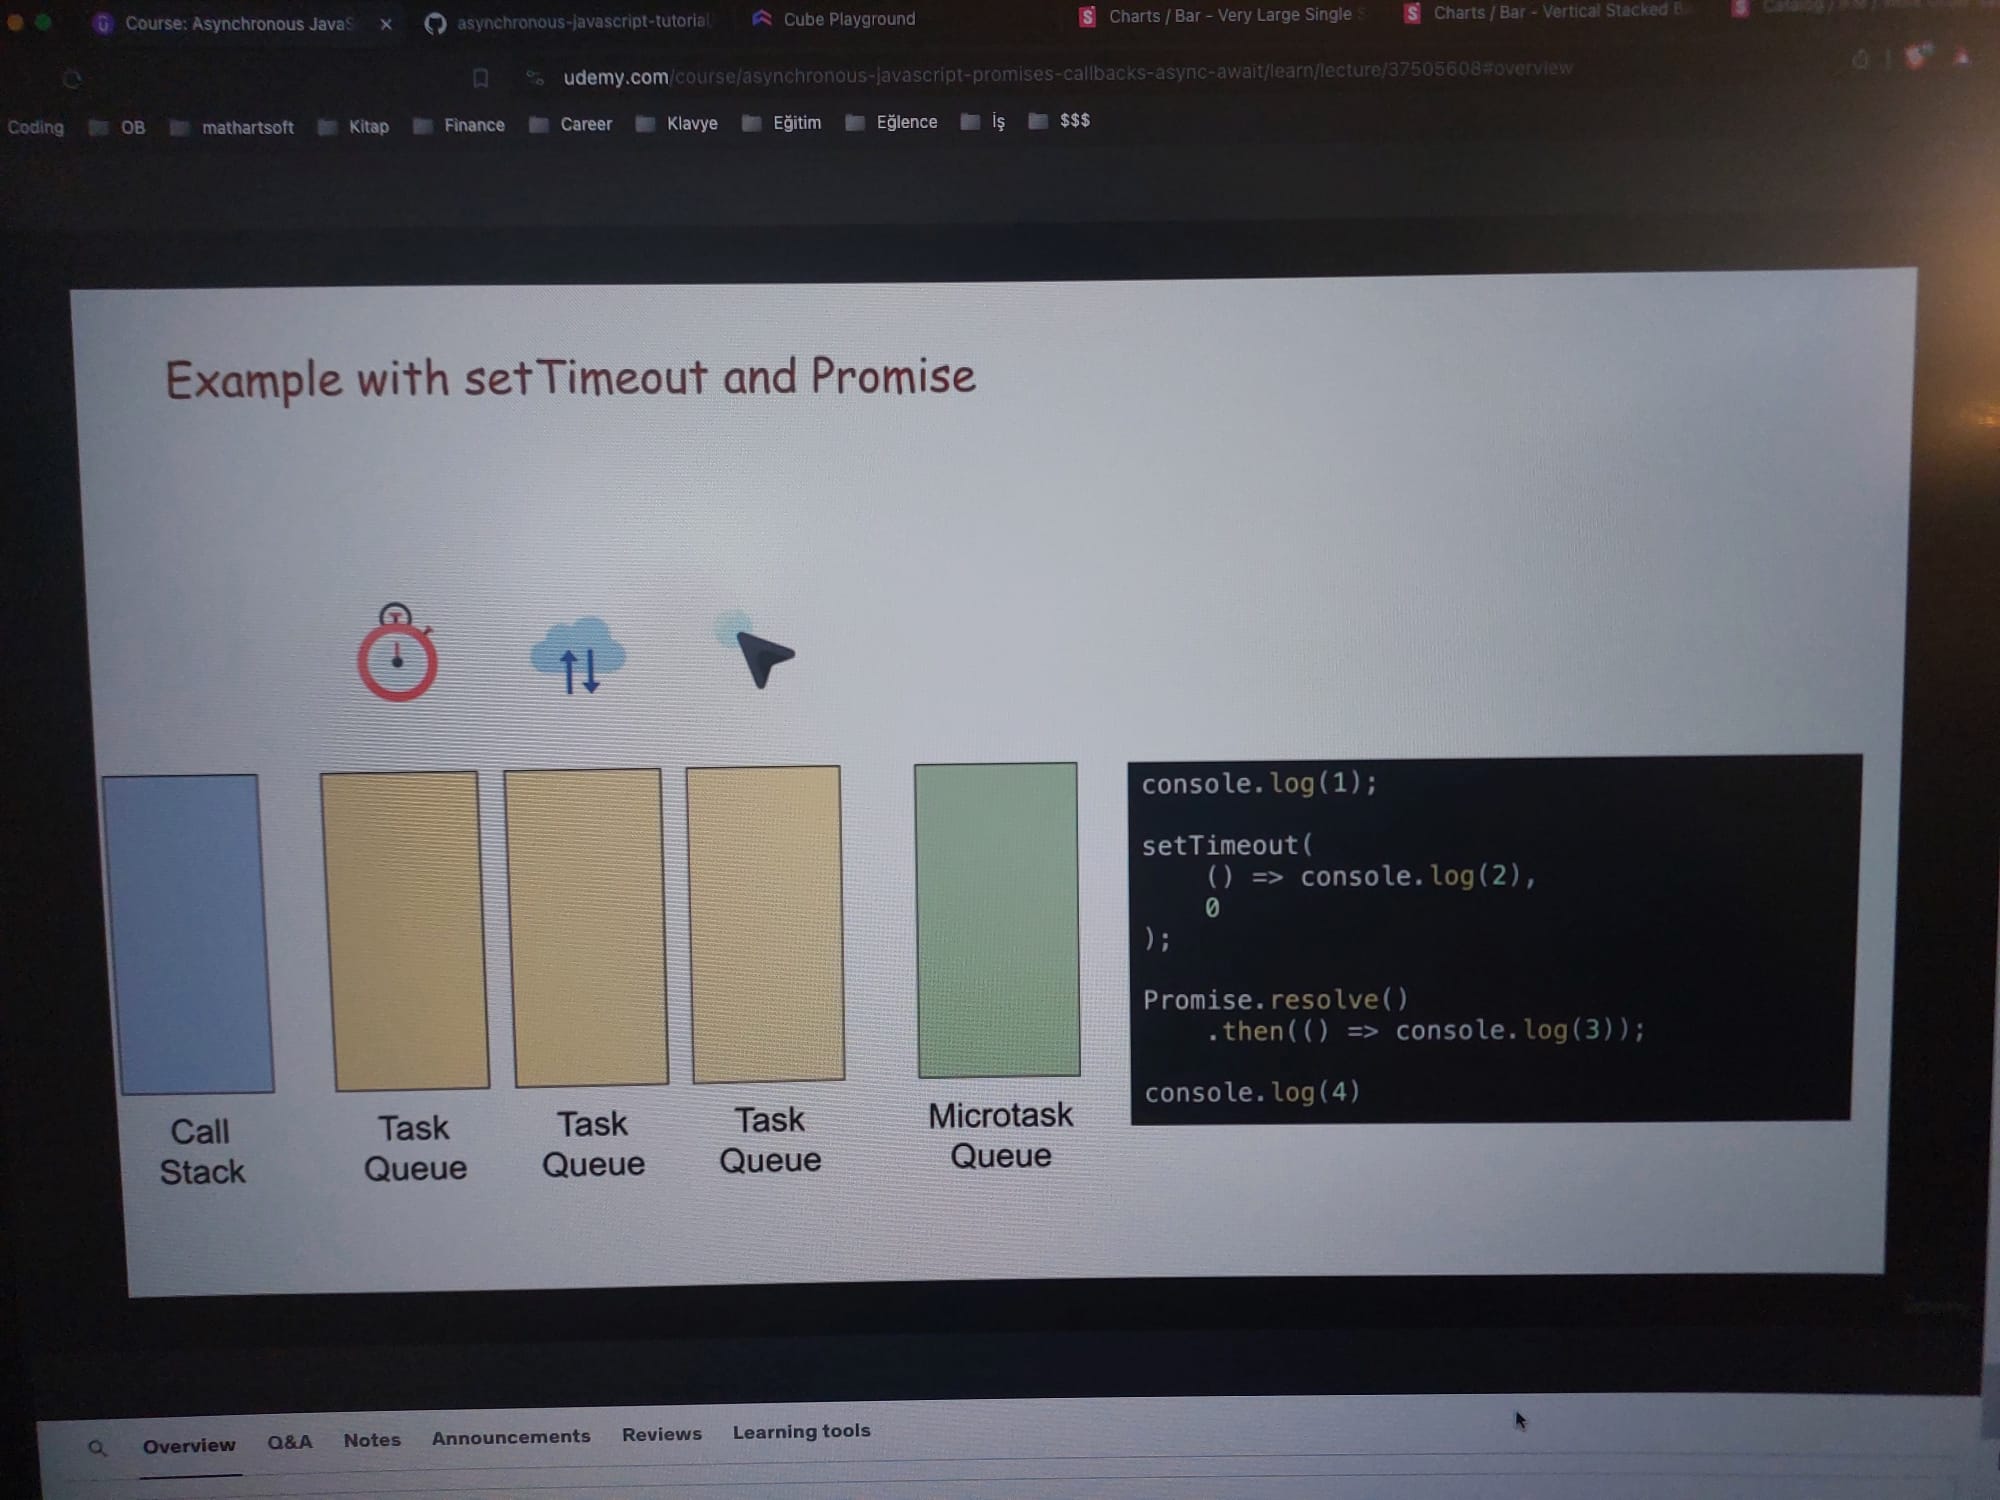 Course: Asynchronous JavaS
asynchronous-javascript-tutorial
Cube Playground
Charts / Bar - Very Large Single S
Charts / Bar - Vertical Stacked B
udemy.com/course/asynchronous-javascript-promises-callbacks-async-await/learn/lecture/37505608#overview
Coding OB mathartsoft Kitap Finance Career Klavye Eğitim Eğlence İş $$$
Example with setTimeout and Promise
console.log(1);
setTimeout(
() => console.log(2),
0
);
Promise.resolve()
.then(() => console.log(3));
console.log(4)
Call
Stack
Task
Queue
Task
Queue
Task
Queue
Microtask
Queue
Overview Q&A Notes Announcements Reviews Learning tools